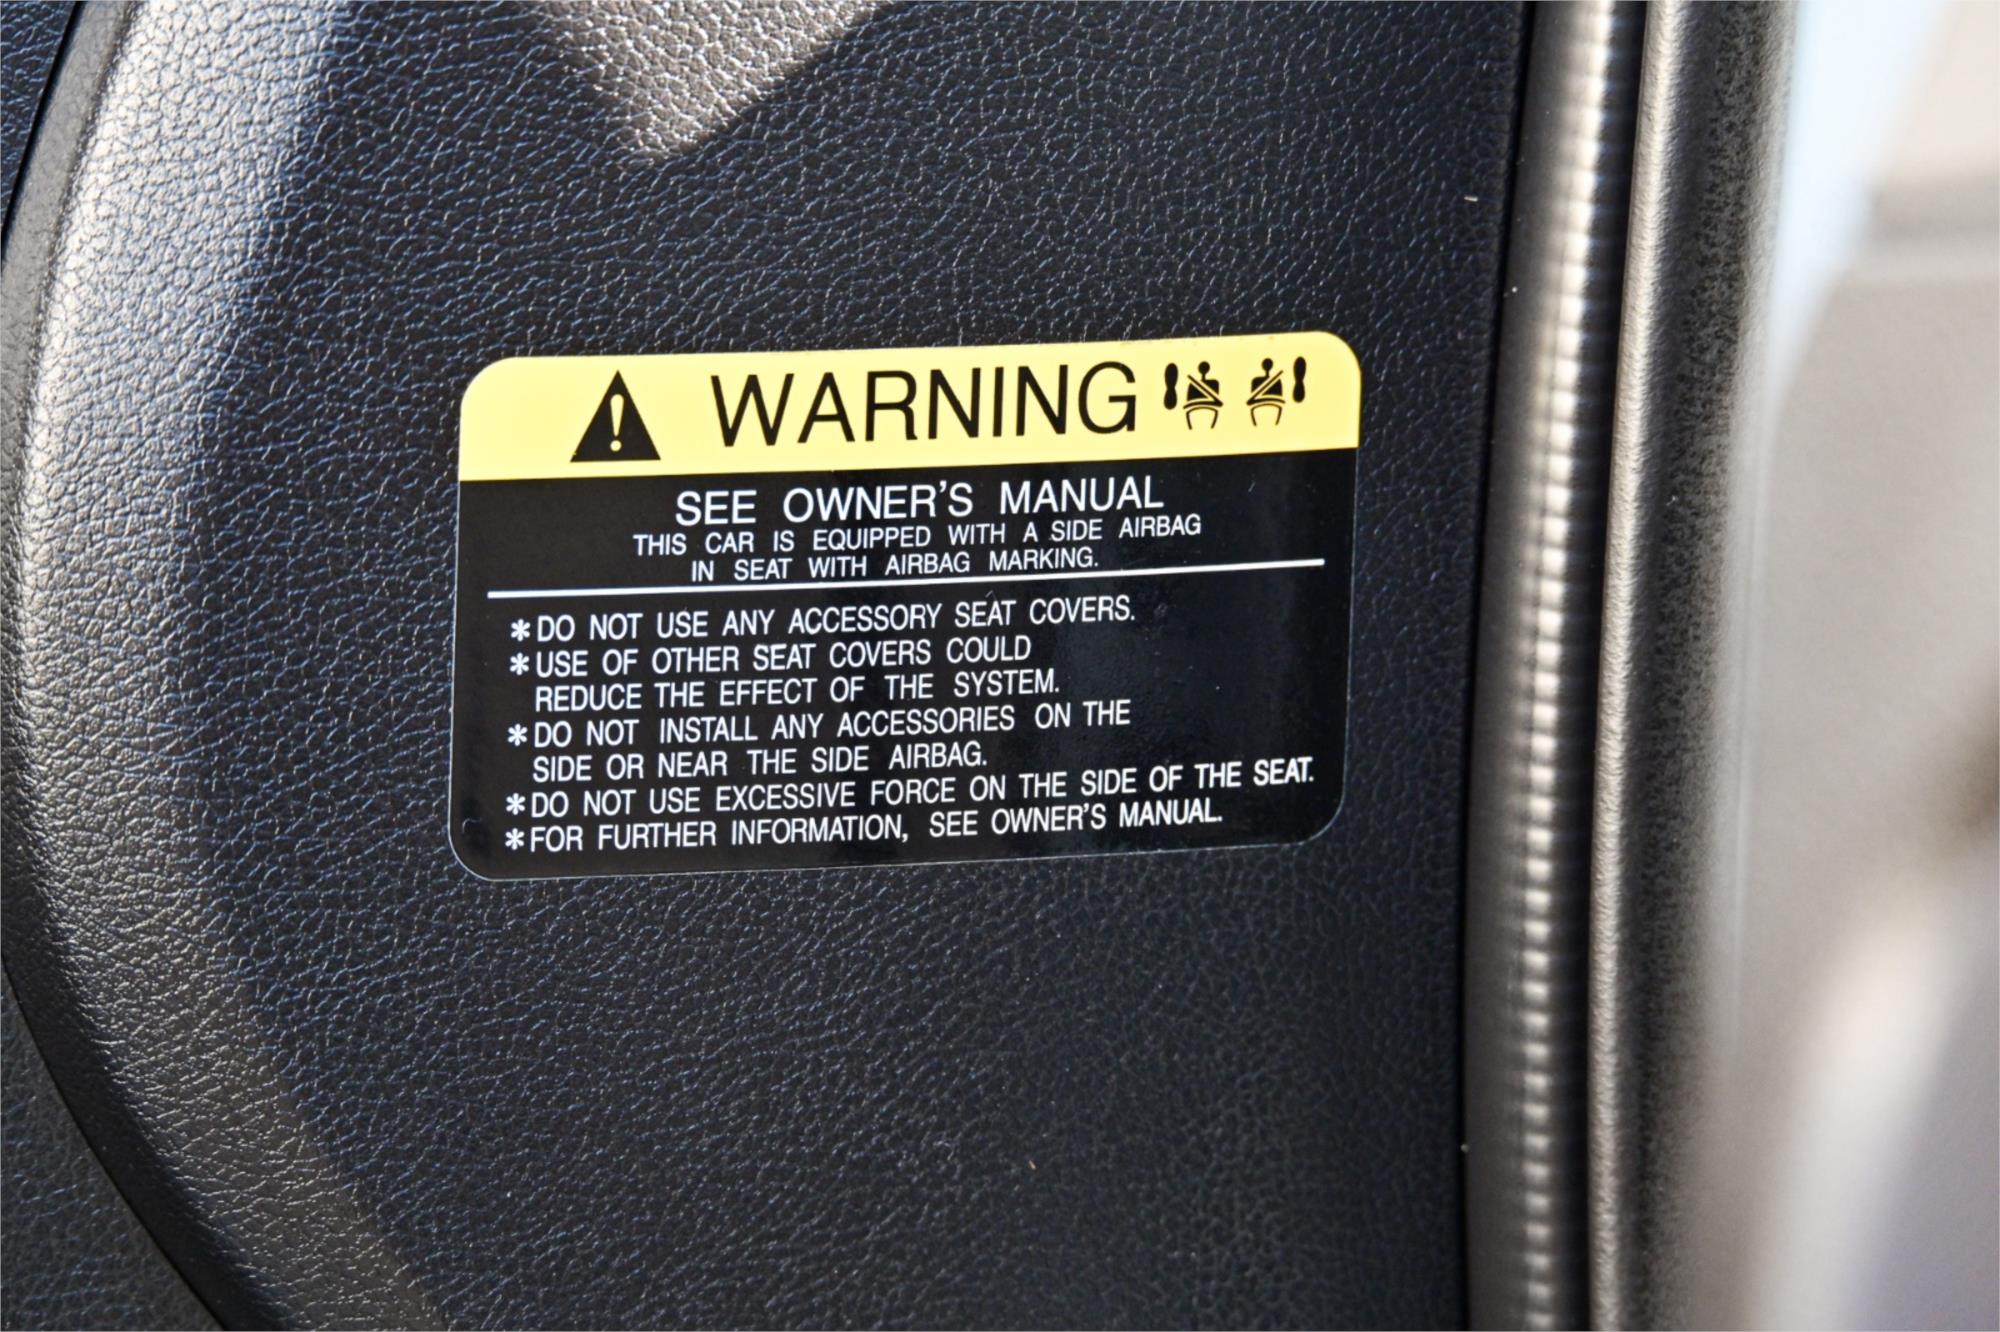 WARNING
SEE OWNER'S MANUAL
THIS CAR IS EQUIPPED WITH A SIDE AIRBAG
IN SEAT WITH AIRBAG MARKING.
*DO NOT USE ANY ACCESSORY SEAT COVERS.
*USE OF OTHER SEAT COVERS COULD
REDUCE THE EFFECT OF THE SYSTEM.
*DO NOT INSTALL ANY ACCESSORIES ON THE
SIDE OR NEAR THE SIDE AIRBAG.
*DO NOT USE EXCESSIVE FORCE ON THE SIDE OF THE SEAT.
*FOR FURTHER INFORMATION, SEE OWNER'S MANUAL.